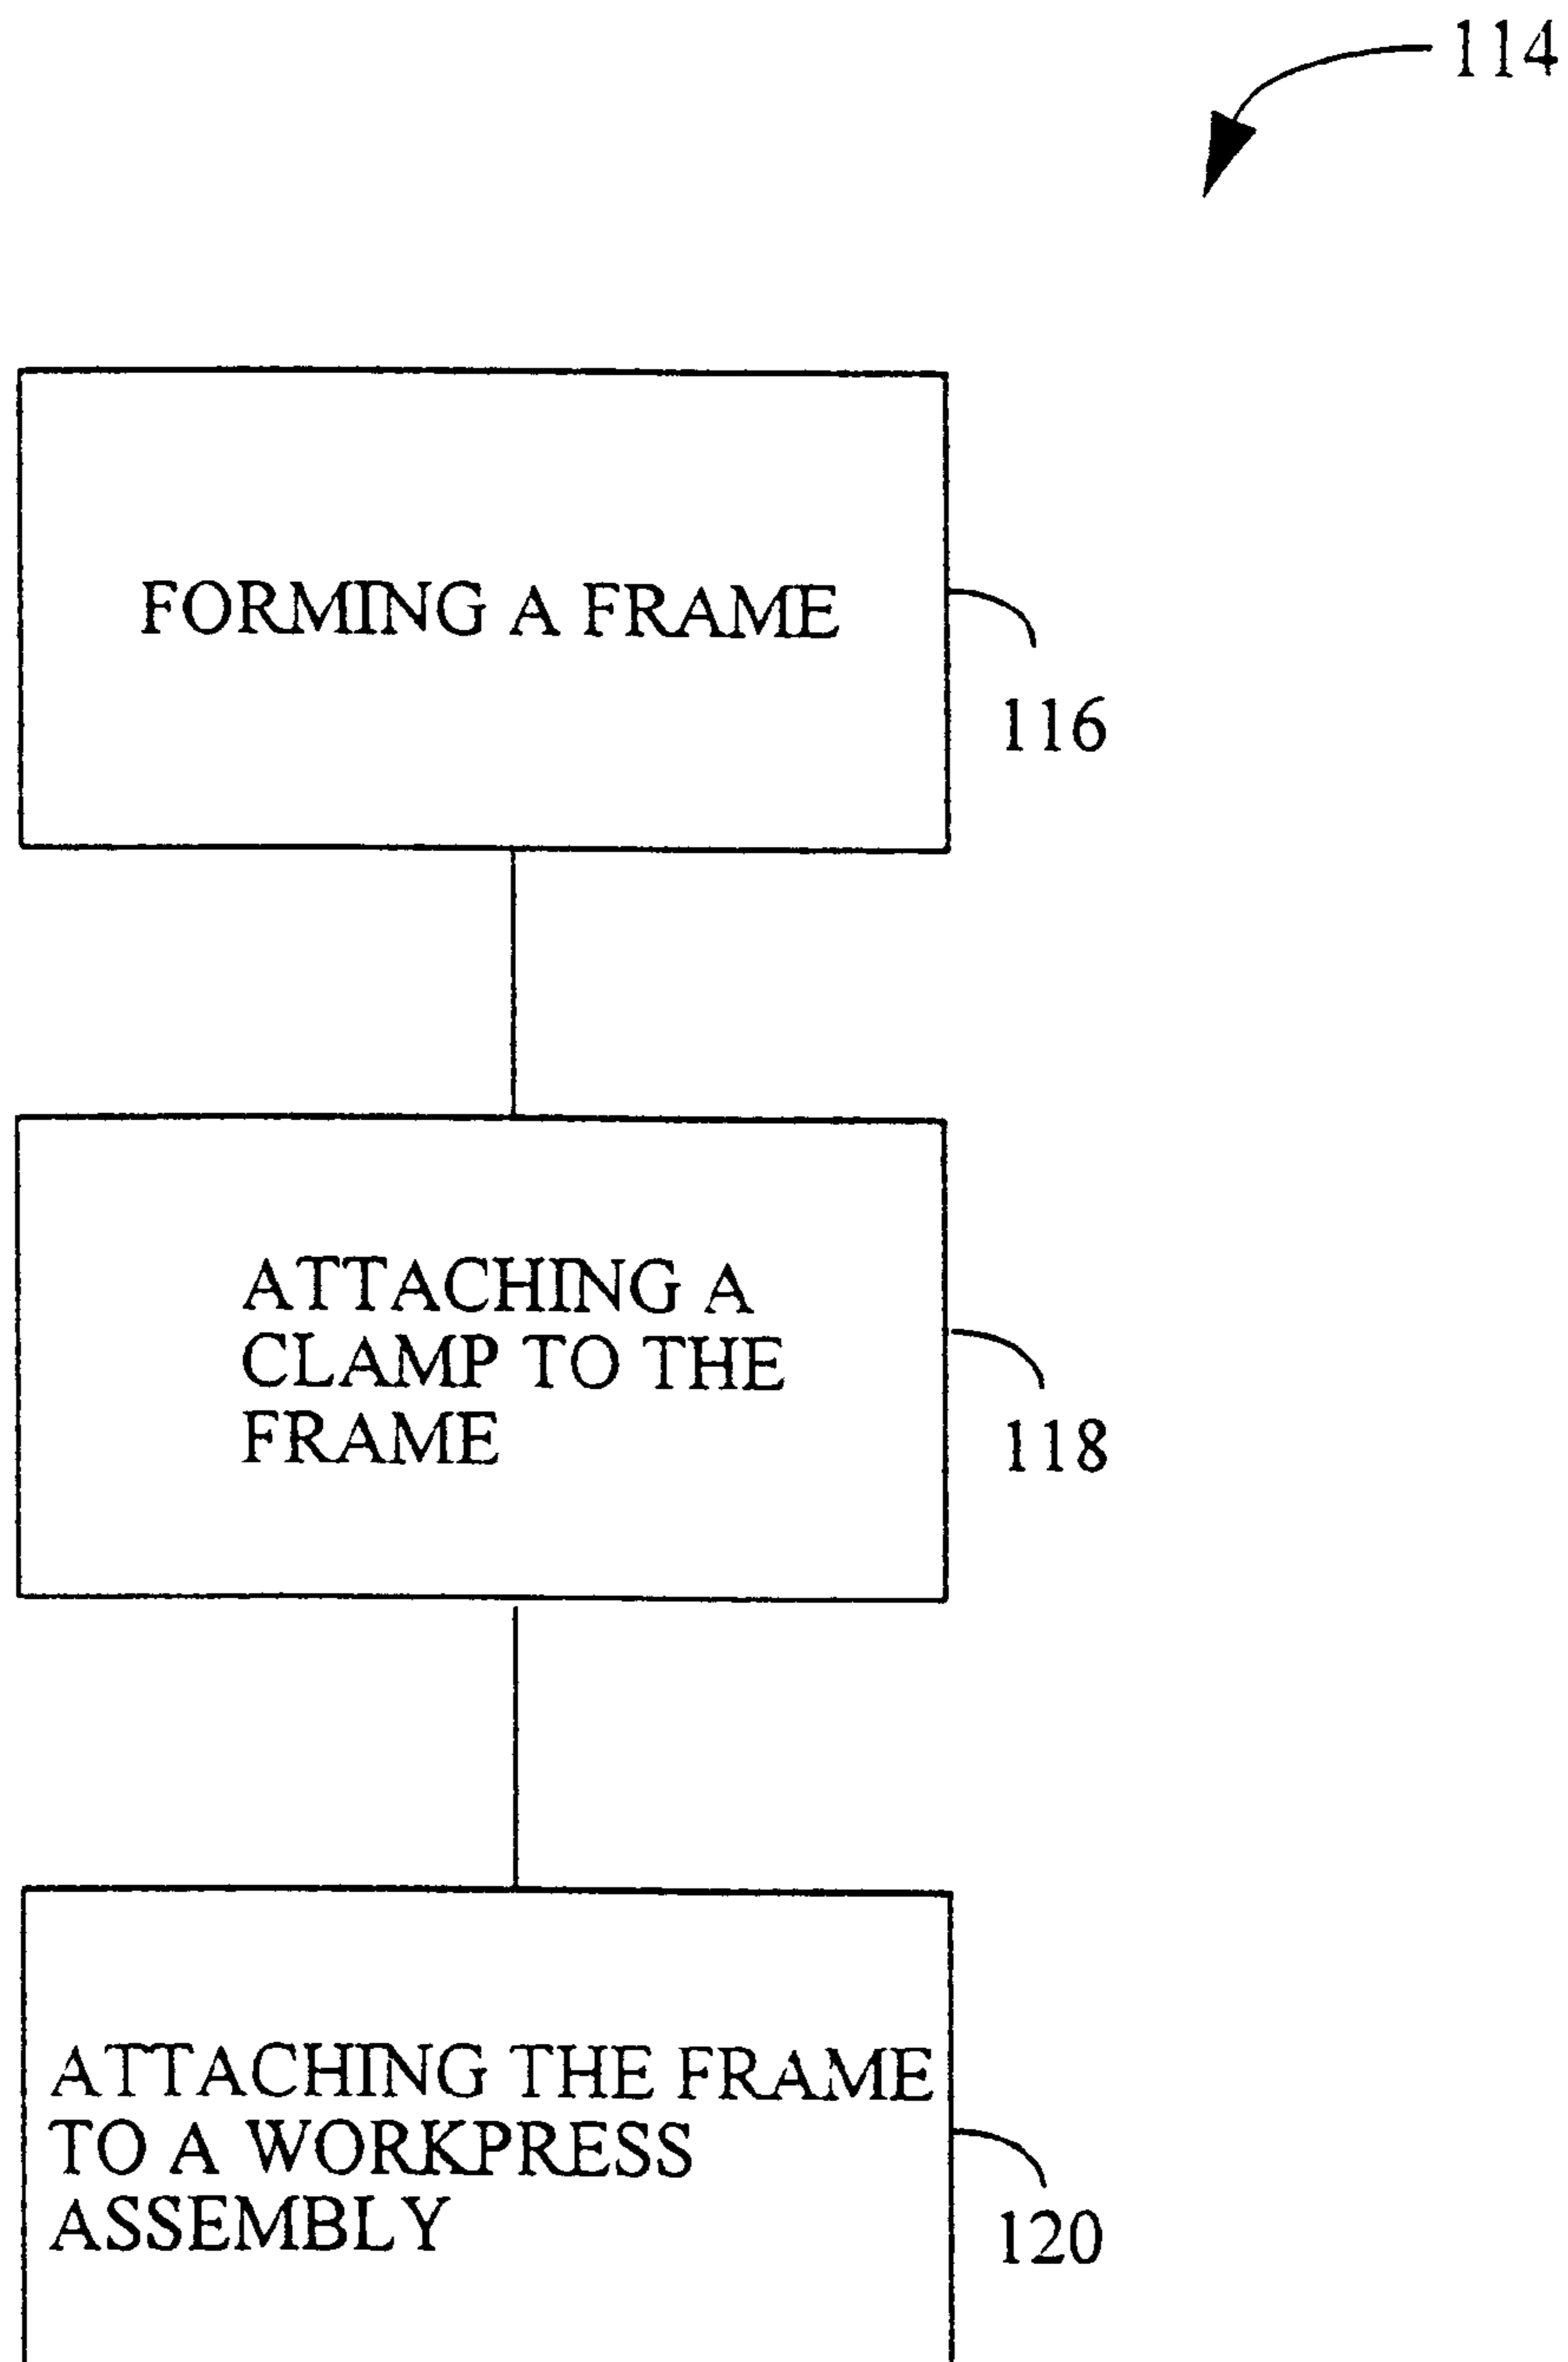 114
FORMING A FRAME
116
ATTACHING A
CLAMP TO THE
FRAME
118
ATTACHING THE FRAME
TO A WORKPRESS
ASSEMBLY
120